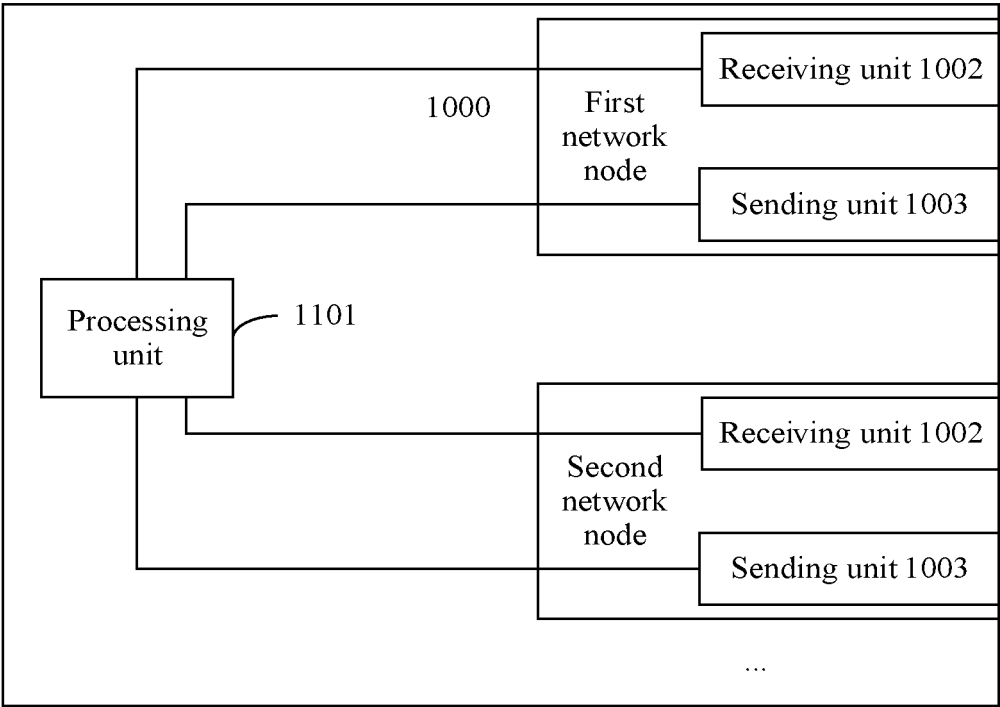 Receiving unit 1002
1000
First
network
node
Sending unit 1003
Processing
unit
1101
Receiving unit 1002
Second
network
node
Sending unit 1003
...